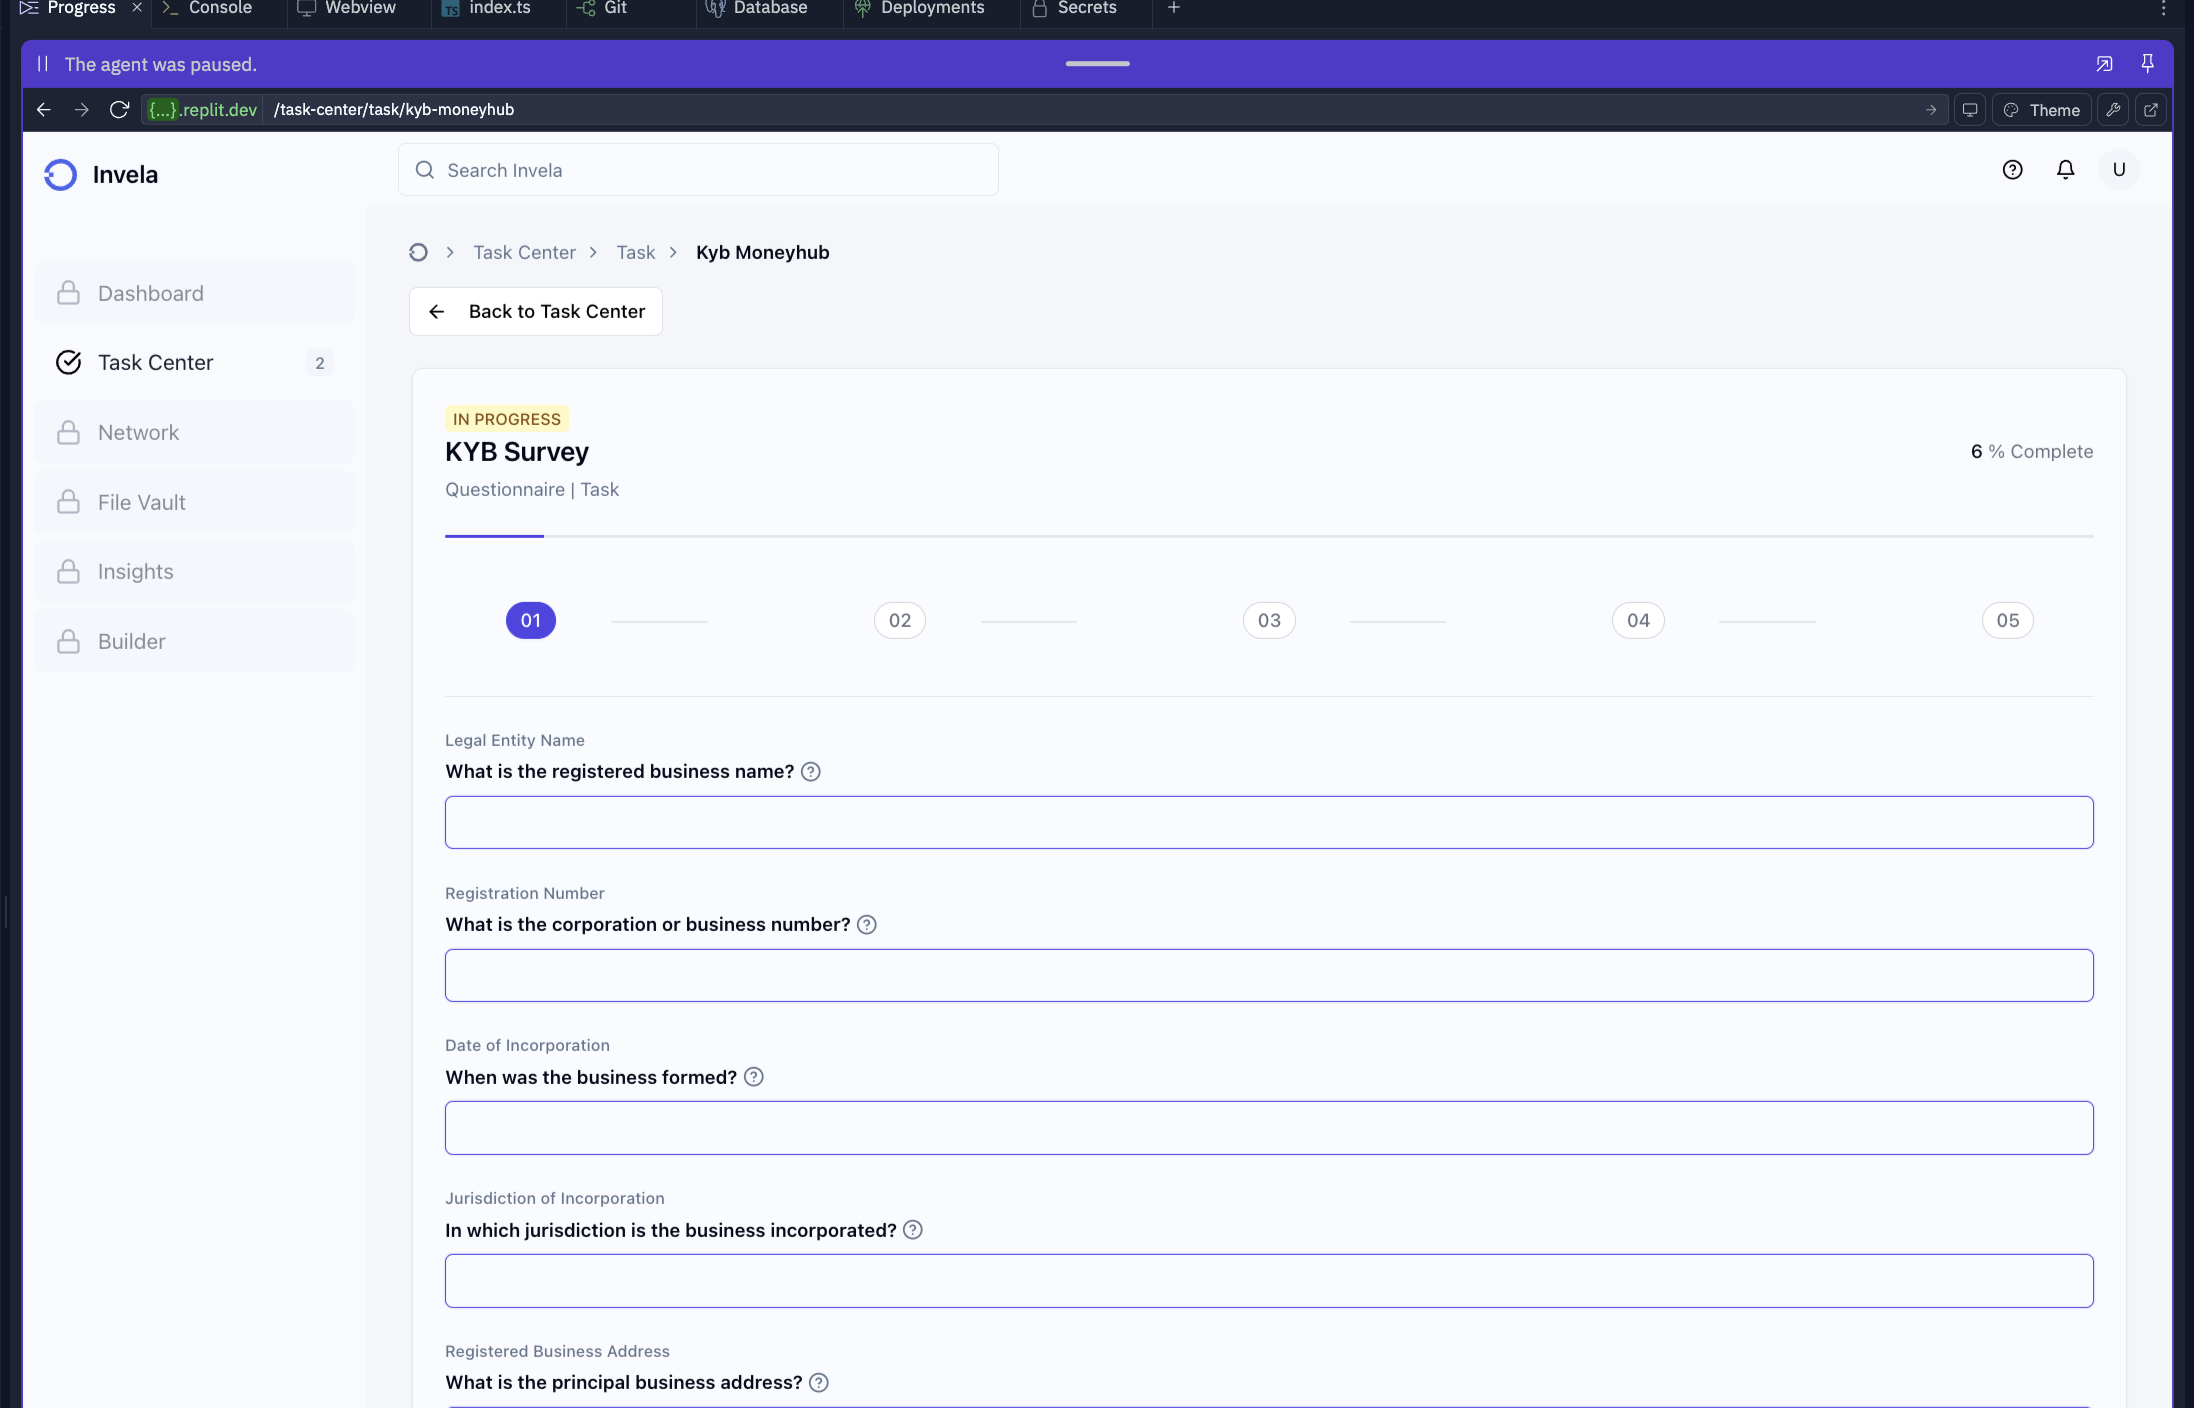 Progress × Console Webview TS index.ts Git Database Deployments Secrets +
The agent was paused.
{...}.replit.dev /task-center/task/kyb-moneyhub Theme
Invela
Search Invela
U
Task Center > Task > Kyb Moneyhub
Back to Task Center
Dashboard
Task Center 2
Network
File Vault
Insights
Builder
IN PROGRESS
KYB Survey
6 % Complete
Questionnaire | Task
01 02 03 04 05
Legal Entity Name
What is the registered business name?
Registration Number
What is the corporation or business number?
Date of Incorporation
When was the business formed?
Jurisdiction of Incorporation
In which jurisdiction is the business incorporated?
Registered Business Address
What is the principal business address?